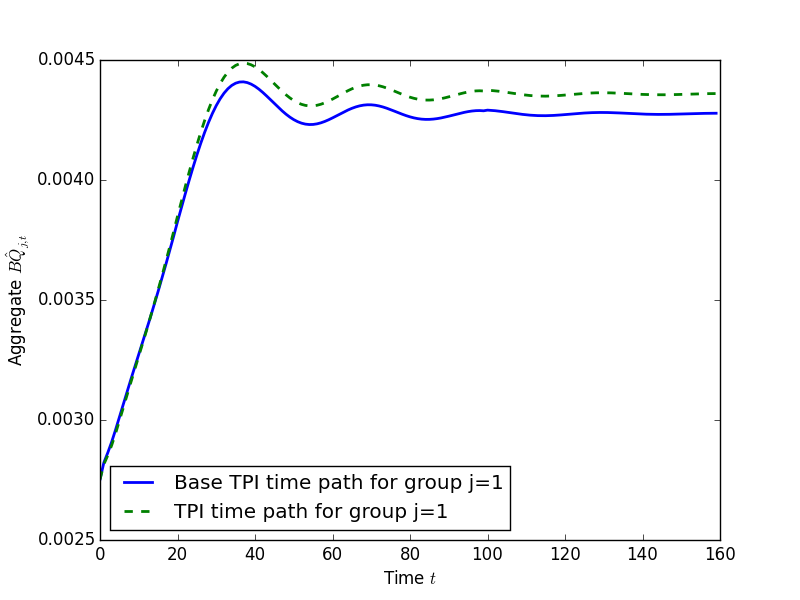 0.0045
0.0040
0.0035
0.0030
0.0025
Aggregate $\hat{BQ}_{j,t}$
Base TPI time path for group j=1
TPI time path for group j=1
0 20 40 60 80 100 120 140 160
Time $t$